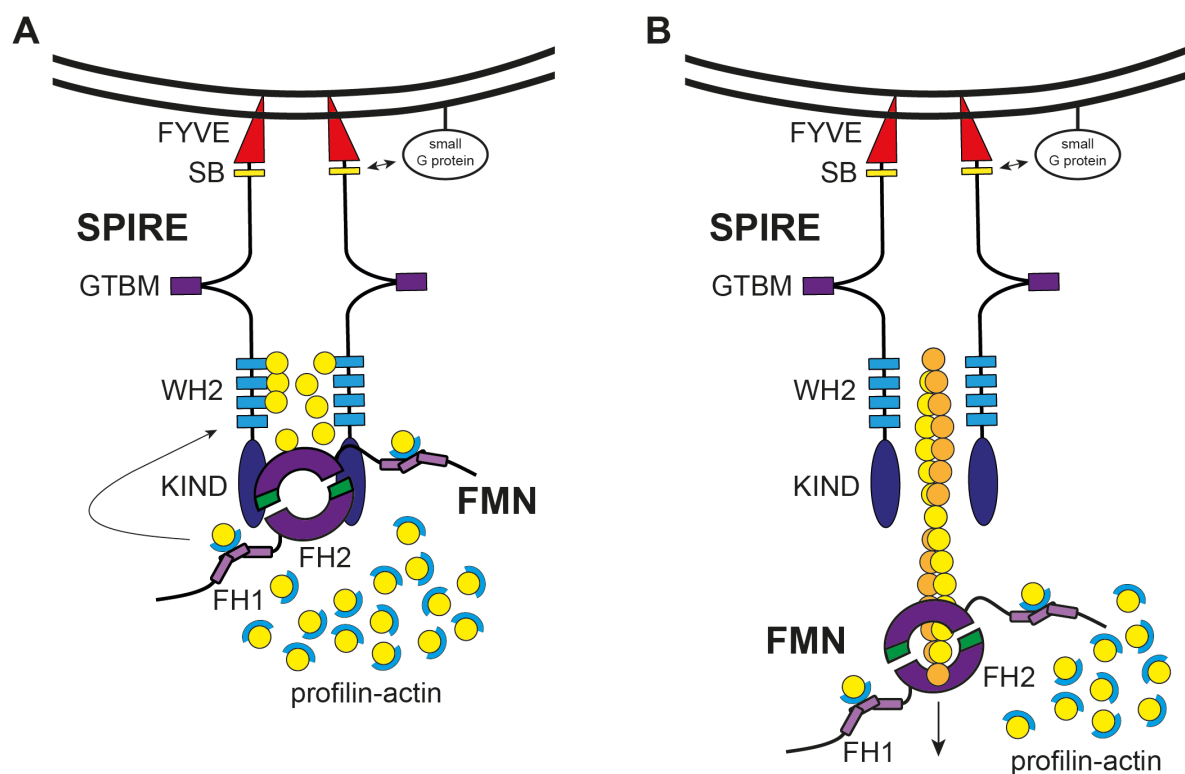 A
FYVE
small
G protein
SB
SPIRE
GTBM
WH2
KIND
FMN
FH2
FH1
profilin-actin
B
FYVE
small
G protein
SB
SPIRE
GTBM
WH2
KIND
FMN
FH2
FH1
profilin-actin